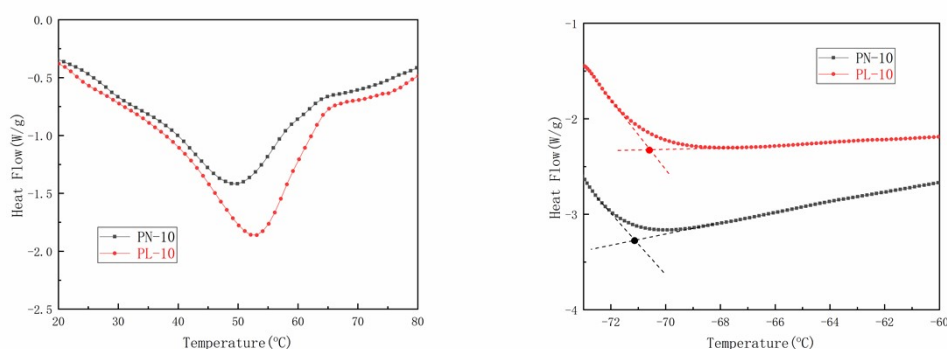 0.0
-0.5
-1.0
-1.5
-2.0
-2.5
Heat Flow(W/g)
PN-10
PL-10
20 30 40 50 60 70 80
Temperature(°C)
-1
-2
-3
-4
Heat Flow(W/g)
PN-10
PL-10
-72 -70 -68 -66 -64 -62 -60
Temperature(°C)